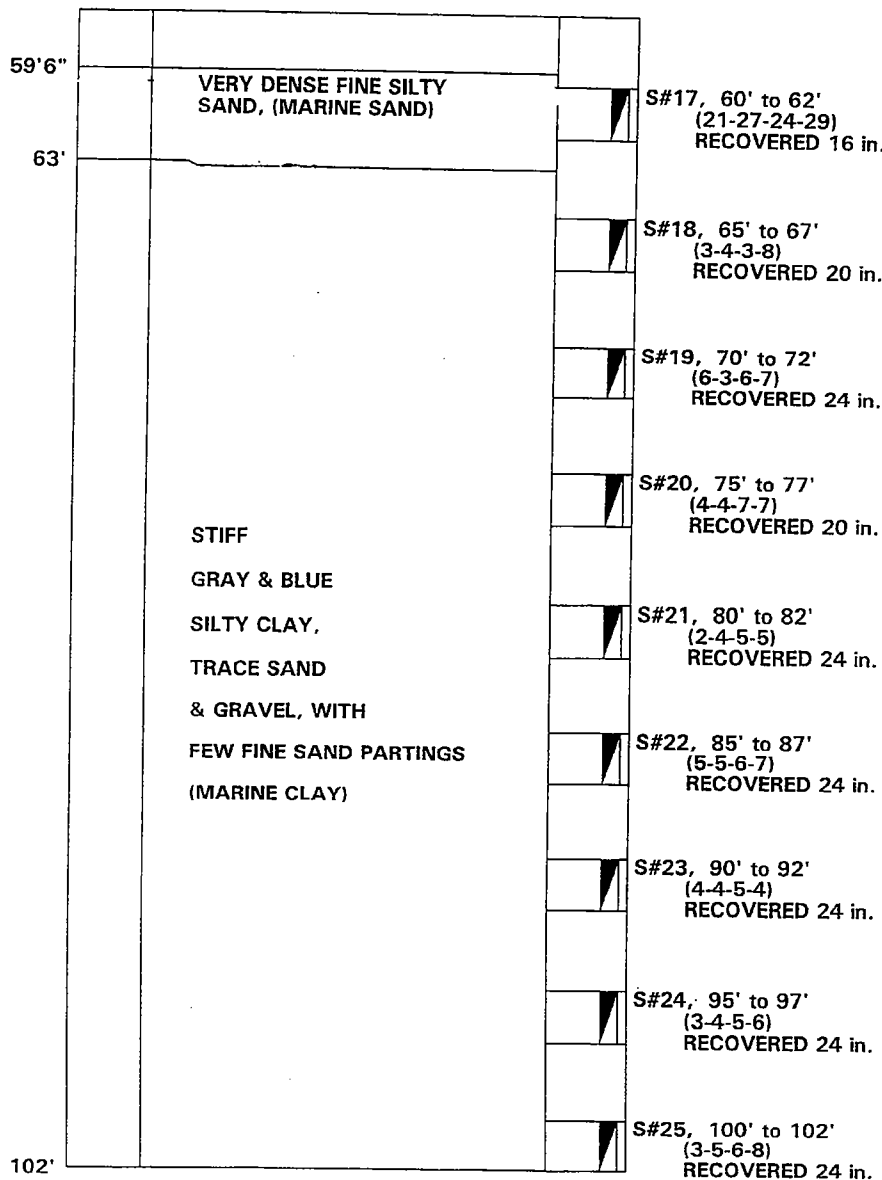 59'6"
VERY DENSE FINE SILTY
SAND, (MARINE SAND)
63'
STIFF
GRAY & BLUE
SILTY CLAY,
TRACE SAND
& GRAVEL, WITH
FEW FINE SAND PARTINGS
(MARINE CLAY)
102'
S#17, 60' to 62'
(21-27-24-29)
RECOVERED 16 in.
S#18, 65' to 67'
(3-4-3-8)
RECOVERED 20 in.
S#19, 70' to 72'
(6-3-6-7)
RECOVERED 24 in.
S#20, 75' to 77'
(4-4-7-7)
RECOVERED 20 in.
S#21, 80' to 82'
(2-4-5-5)
RECOVERED 24 in.
S#22, 85' to 87'
(5-5-6-7)
RECOVERED 24 in.
S#23, 90' to 92'
(4-4-5-4)
RECOVERED 24 in.
S#24, 95' to 97'
(3-4-5-6)
RECOVERED 24 in.
S#25, 100' to 102'
(3-5-6-8)
RECOVERED 24 in.